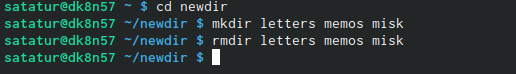 satatur@dk8n57 ~ $ cd newdir
satatur@dk8n57 ~/newdir $ mkdir letters memos misk
satatur@dk8n57 ~/newdir $ rmdir letters memos misk
satatur@dk8n57 ~/newdir $